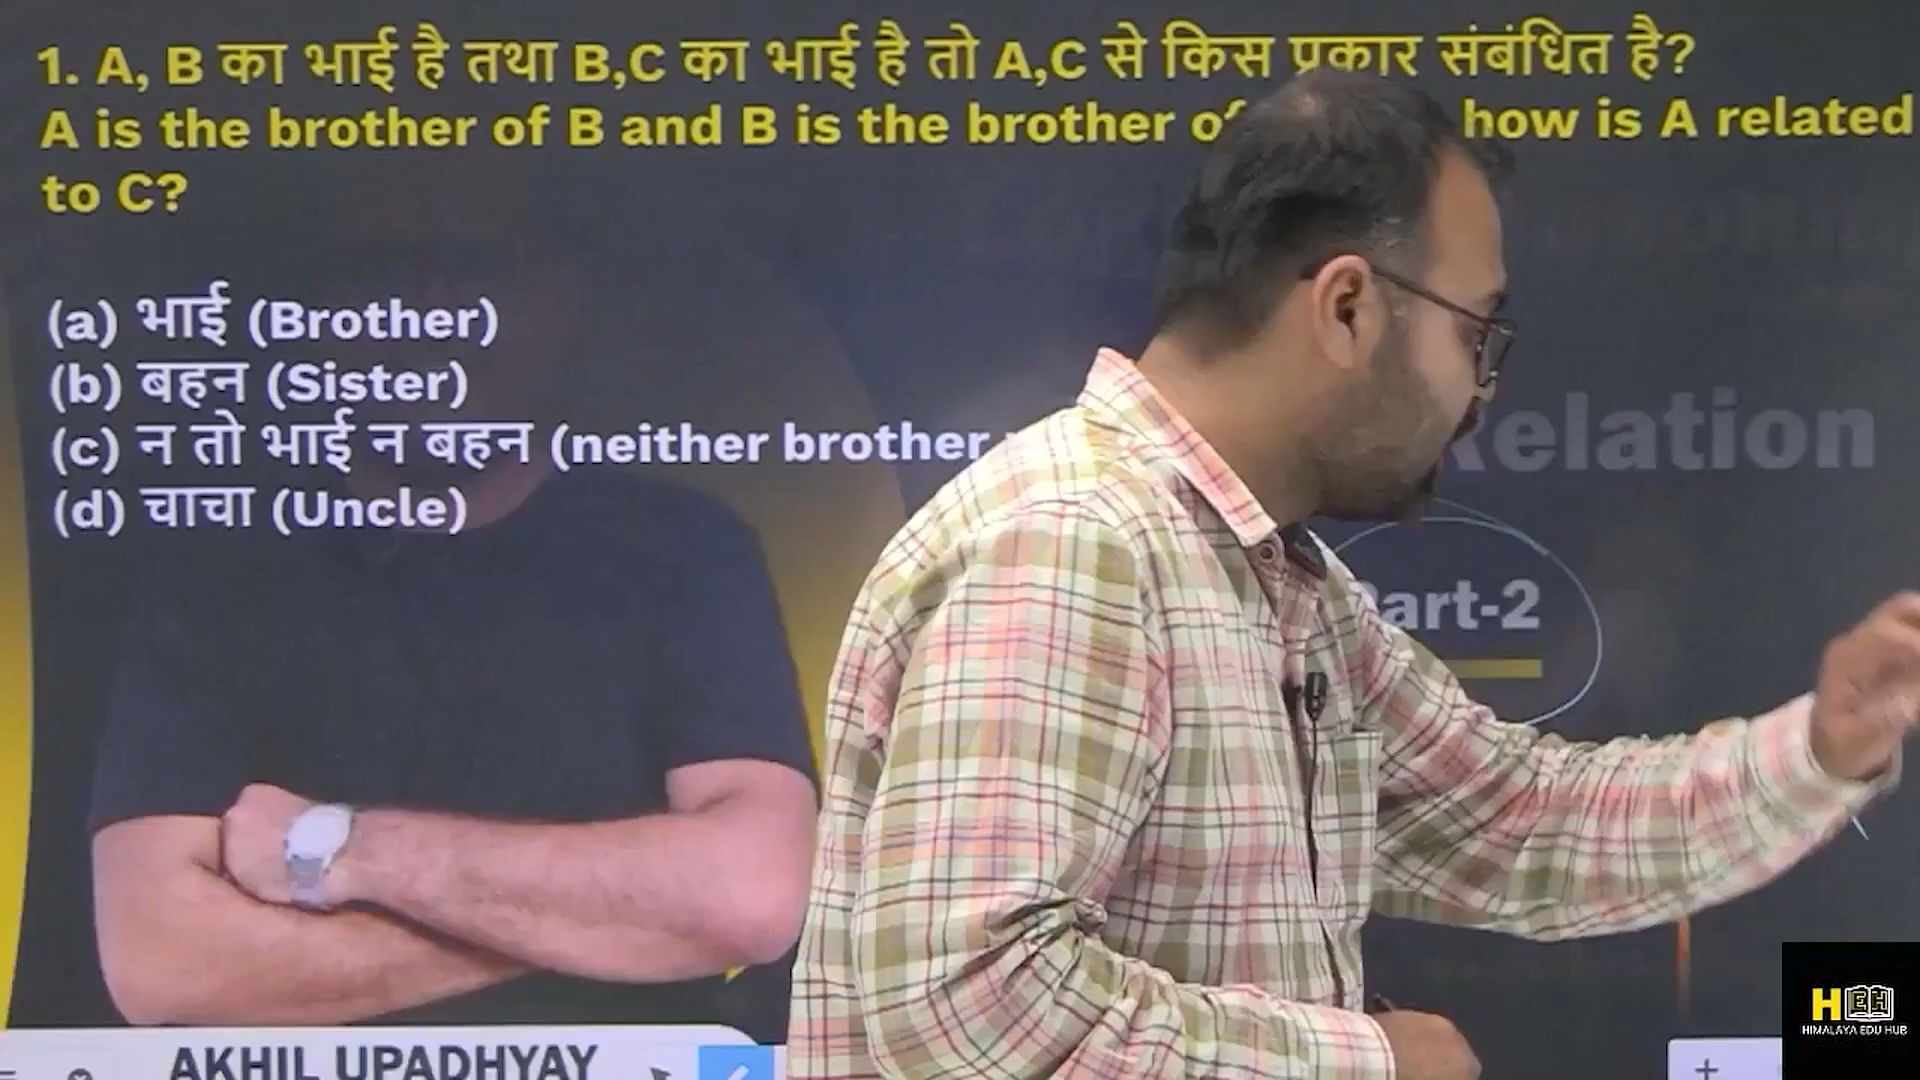 1. A, B का भाई है तथा B,C का भाई है तो A,C से किस प्रकार संबंधित है?
A is the brother of B and B is the brother of how is A related
to C?
(a) भाई (Brother)
(b) बहन (Sister)
(c) न तो भाई न बहन (neither brother
(d) चाचा (Uncle)
Relation
Part-2
AKHIL UPADHYAY
HEH
HIMALAYA EDU HUB